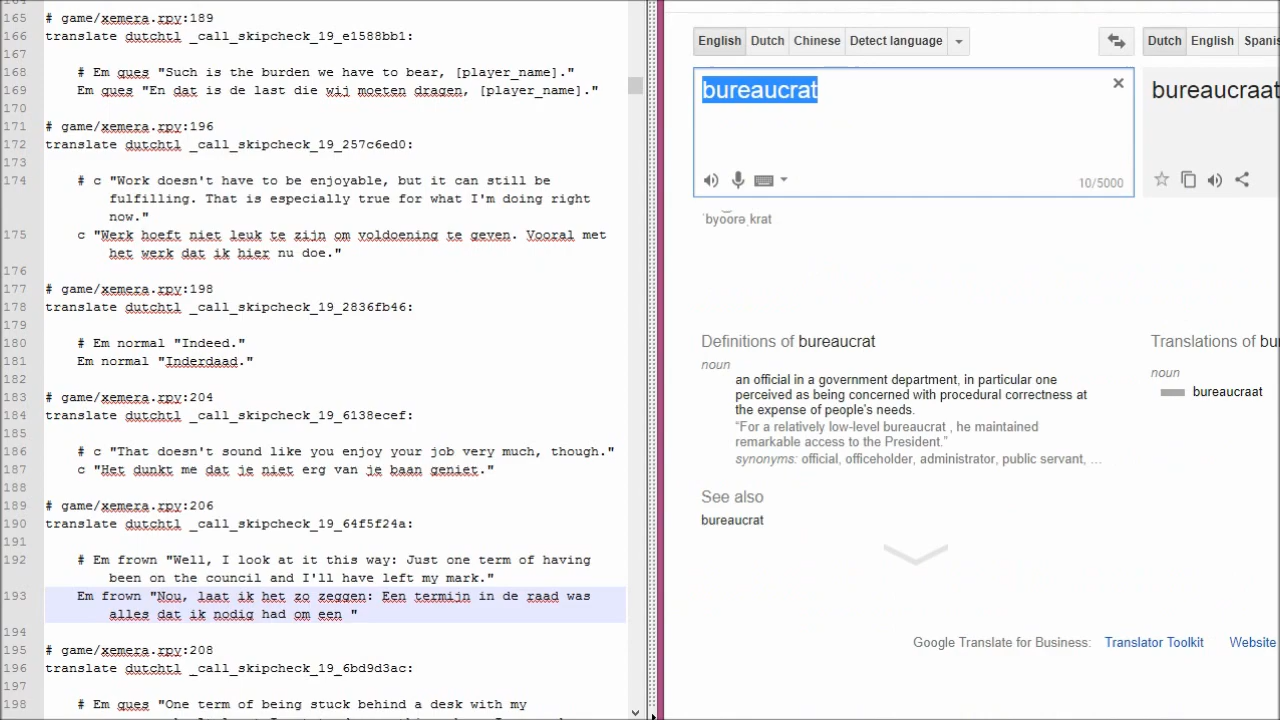 165 # game/xemera.rpy:189
166 translate dutchtl _call_skipcheck_19_e1588bb1:
167
168 # Em ques "Such is the burden we have to bear, [player_name]."
169 Em ques "En dat is de last die wij moeten dragen, [player_name]."
170
171 # game/xemera.rpy:196
172 translate dutchtl _call_skipcheck_19_257c6ed0:
173
174 # c "Work doesn't have to be enjoyable, but it can still be
fulfilling. That is especially true for what I'm doing right
now."
175 c "Werk hoeft niet leuk te zijn om voldoening te geven. Vooral met
het werk dat ik hier nu doe."
176
177 # game/xemera.rpy:198
178 translate dutchtl _call_skipcheck_19_2836fb46:
179
180 # Em normal "Indeed."
181 Em normal "Inderdaad."
182
183 # game/xemera.rpy:204
184 translate dutchtl _call_skipcheck_19_6138ecef:
185
186 # c "That doesn't sound like you enjoy your job very much, though."
187 c "Het dunkt me dat je niet erg van je baan geniet."
188
189 # game/xemera.rpy:206
190 translate dutchtl _call_skipcheck_19_64f5f24a:
191
192 # Em frown "Well, I look at it this way: Just one term of having
been on the council and I'll have left my mark."
193 Em frown "Nou, laat ik het zo zeggen: Een termijn in de raad was
alles dat ik nodig had om een "
194
195 # game/xemera.rpy:208
196 translate dutchtl _call_skipcheck_19_6bd9d3ac:
197
198 # Em ques "One term of being stuck behind a desk with my
English Dutch Chinese Detect language
Dutch English Spanis
bureaucrat
bureaucraat
10/5000
ˈbyo͝orəˌkrat
Definitions of bureaucrat
noun
an official in a government department, in particular one
perceived as being concerned with procedural correctness at
the expense of people's needs.
“For a relatively low-level bureaucrat , he maintained
remarkable access to the President.”
synonyms: official, officeholder, administrator, public servant, ...
See also
bureaucrat
Translations of bu
noun
bureaucraat
Google Translate for Business: Translator Toolkit Website